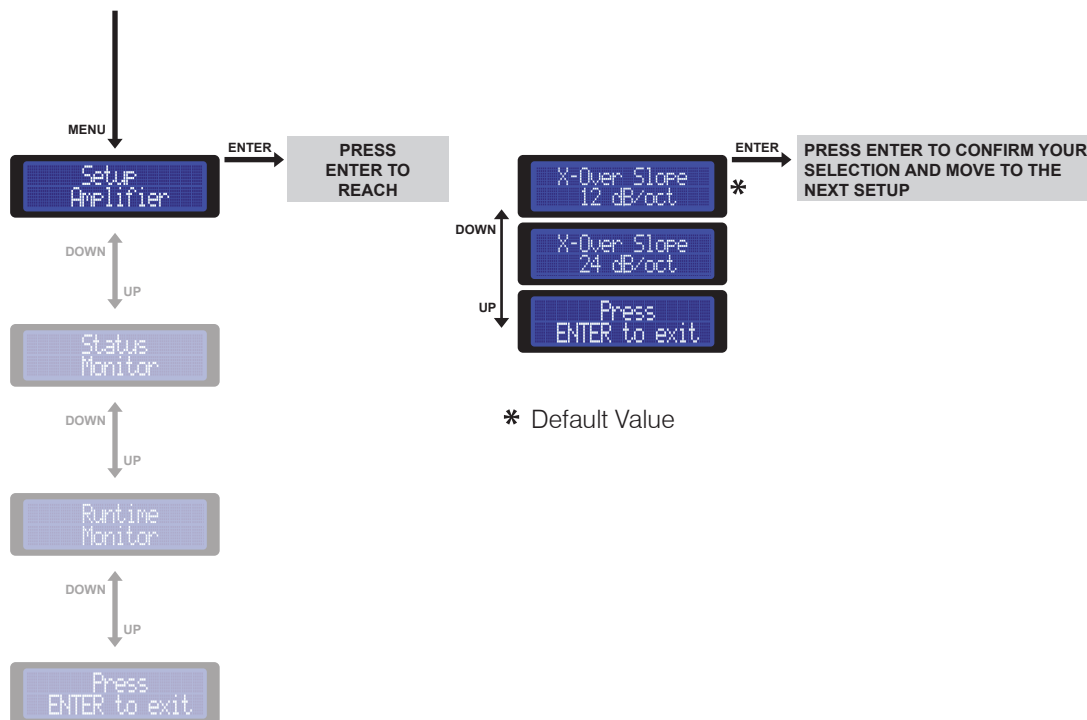 MENU
Setup
Amplifier
ENTER
PRESS
ENTER TO
REACH
DOWN
UP
Status
Monitor
DOWN
UP
Runtime
Monitor
DOWN
UP
Press
ENTER to exit
X-Over Slope
12 dB/oct
*
ENTER
PRESS ENTER TO CONFIRM YOUR
SELECTION AND MOVE TO THE
NEXT SETUP
DOWN
X-Over Slope
24 dB/oct
UP
Press
ENTER to exit
* Default Value